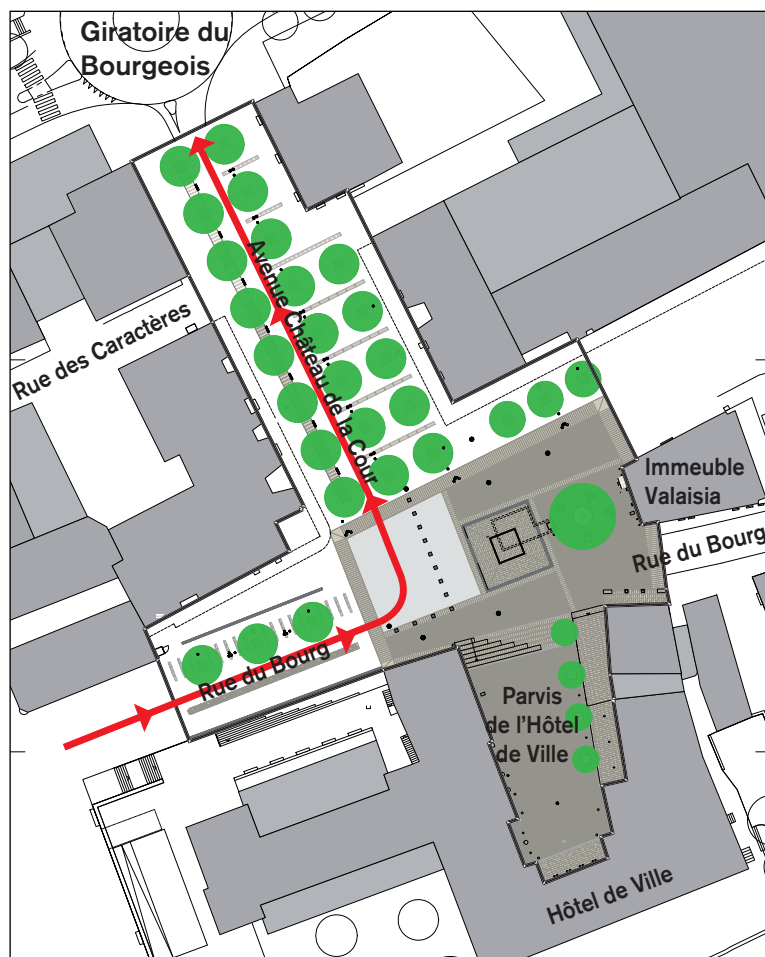 Giratoire du
Bourgeois
Avenue Château de la Cour
Rue des Caractères
Immeuble
Valaisia
Rue du Bourg
Rue du Bourg
Parvis
de l'Hôtel
de Ville
Hôtel de Ville